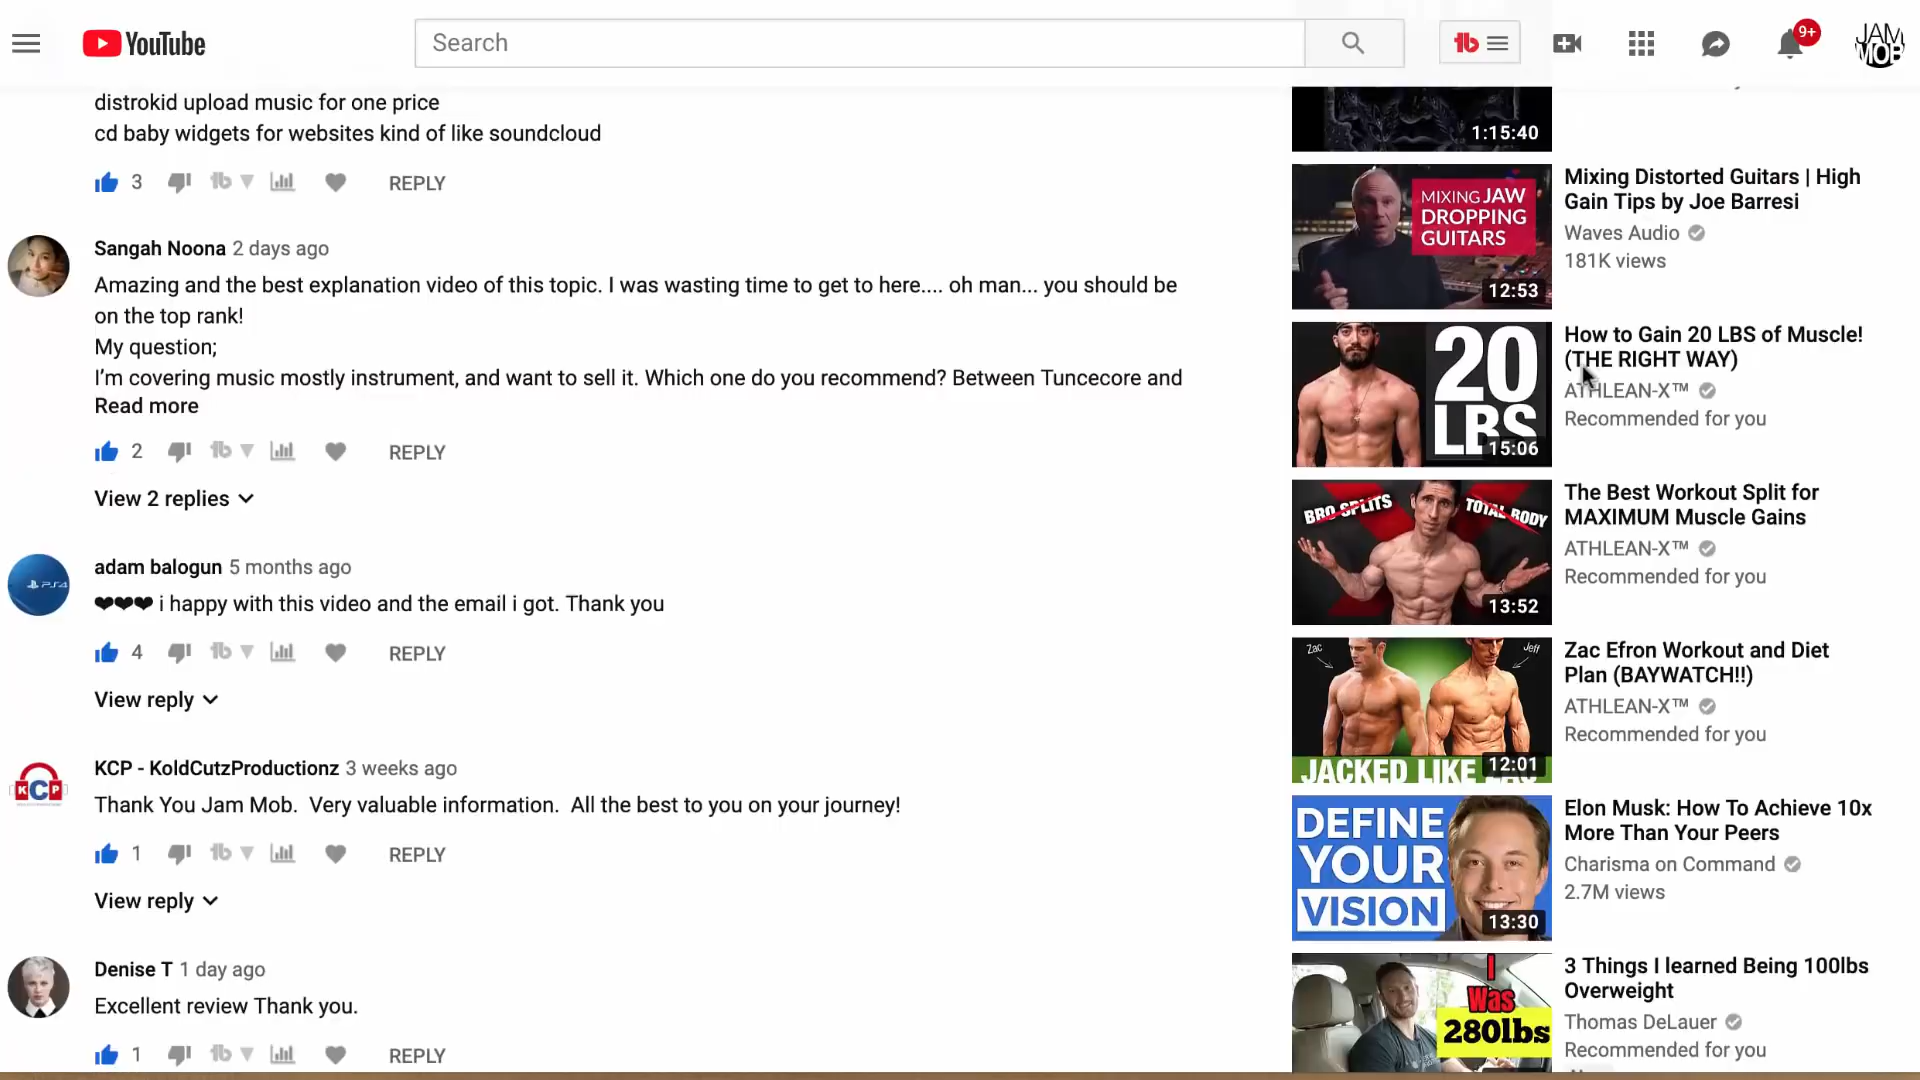 YouTube
Search
9+
JAM
MOB
distrokid upload music for one price
cd baby widgets for websites kind of like soundcloud
3
REPLY
Sangah Noona 2 days ago
Amazing and the best explanation video of this topic. I was wasting time to get to here.... oh man... you should be
on the top rank!
My question;
I'm covering music mostly instrument, and want to sell it. Which one do you recommend? Between Tuncecore and
Read more
2
REPLY
View 2 replies
PS4
adam balogun 5 months ago
❤❤❤ i happy with this video and the email i got. Thank you
4
REPLY
View reply
KCP
KCP - KoldCutzProductionz 3 weeks ago
Thank You Jam Mob.  Very valuable information.  All the best to you on your journey!
1
REPLY
View reply
Denise T 1 day ago
Excellent review Thank you.
1
REPLY
1:15:40
MIXING JAW
DROPPING
GUITARS
12:53
Mixing Distorted Guitars | High
Gain Tips by Joe Barresi
Waves Audio
181K views
20
LBS
15:06
How to Gain 20 LBS of Muscle!
(THE RIGHT WAY)
ATHLEAN-X™
Recommended for you
BRO SPLITS
TOTAL BODY
13:52
The Best Workout Split for
MAXIMUM Muscle Gains
ATHLEAN-X™
Recommended for you
Zac
Jeff
JACKED LIKE
12:01
Zac Efron Workout and Diet
Plan (BAYWATCH!!)
ATHLEAN-X™
Recommended for you
DEFINE
YOUR
VISION
13:30
Elon Musk: How To Achieve 10x
More Than Your Peers
Charisma on Command
2.7M views
I
Was
280lbs
3 Things I learned Being 100lbs
Overweight
Thomas DeLauer
Recommended for you